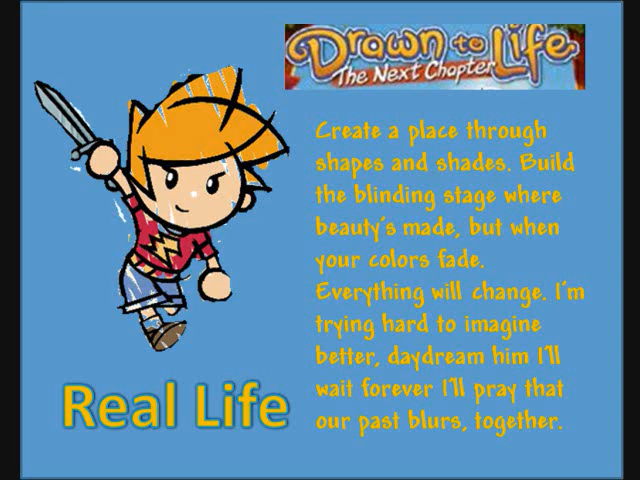 Drawn to Life
The Next Chapter
Create a place through
shapes and shades. Build
the blinding stage where
beauty's made, but when
your colors fade.
Everything will change. I'm
trying hard to imagine
better, daydream him I'll
wait forever I'll pray that
our past blurs, together.
Real Life